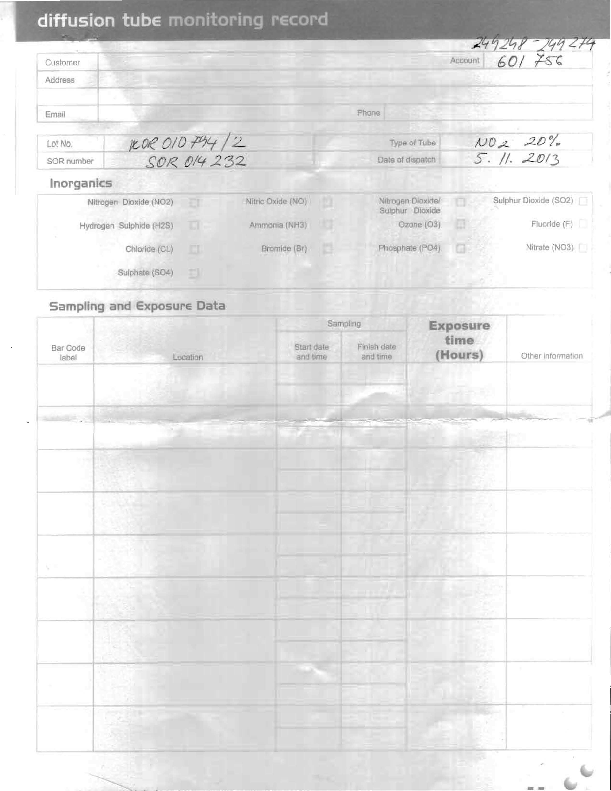 diffusion tube monitoring record
249248 - 249274
Customer
Account 601 756
Address
Email Phone
Lot No. KOR 010 794/2 Type of Tube NO2 20%
SOR number SOR 014 232 Date of dispatch 5. 11. 2013
Inorganics
Nitrogen Dioxide (NO2) Nitric Oxide (NO) Nitrogen Dioxide/ Sulphur Dioxide (SO2)
Sulphur Dioxide
Hydrogen Sulphide (H2S) Ammonia (NH3) Ozone (O3) Fluoride (F)
Chloride (CL) Bromide (Br) Phosphate (PO4) Nitrate (NO3)
Sulphate (SO4)
Sampling and Exposure Data
Sampling
Bar Code
label
Location
Start date
and time
Finish date
and time
Exposure
time
(Hours)
Other information